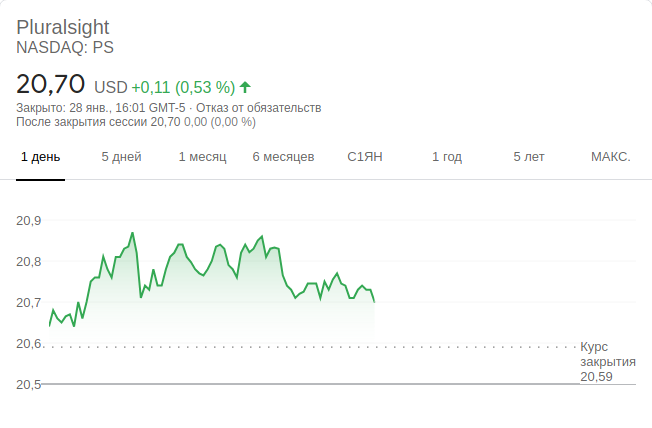 Pluralsight
NASDAQ: PS
20,70 USD +0,11 (0,53 %)
Закрыто: 28 янв., 16:01 GMT-5 · Отказ от обязательств
После закрытия сессии 20,70 0,00 (0,00 %)
1 день 5 дней 1 месяц 6 месяцев С1ЯН 1 год 5 лет МАКС.
20,9
20,8
20,7
20,6
Курс
закрытия
20,59
20,5